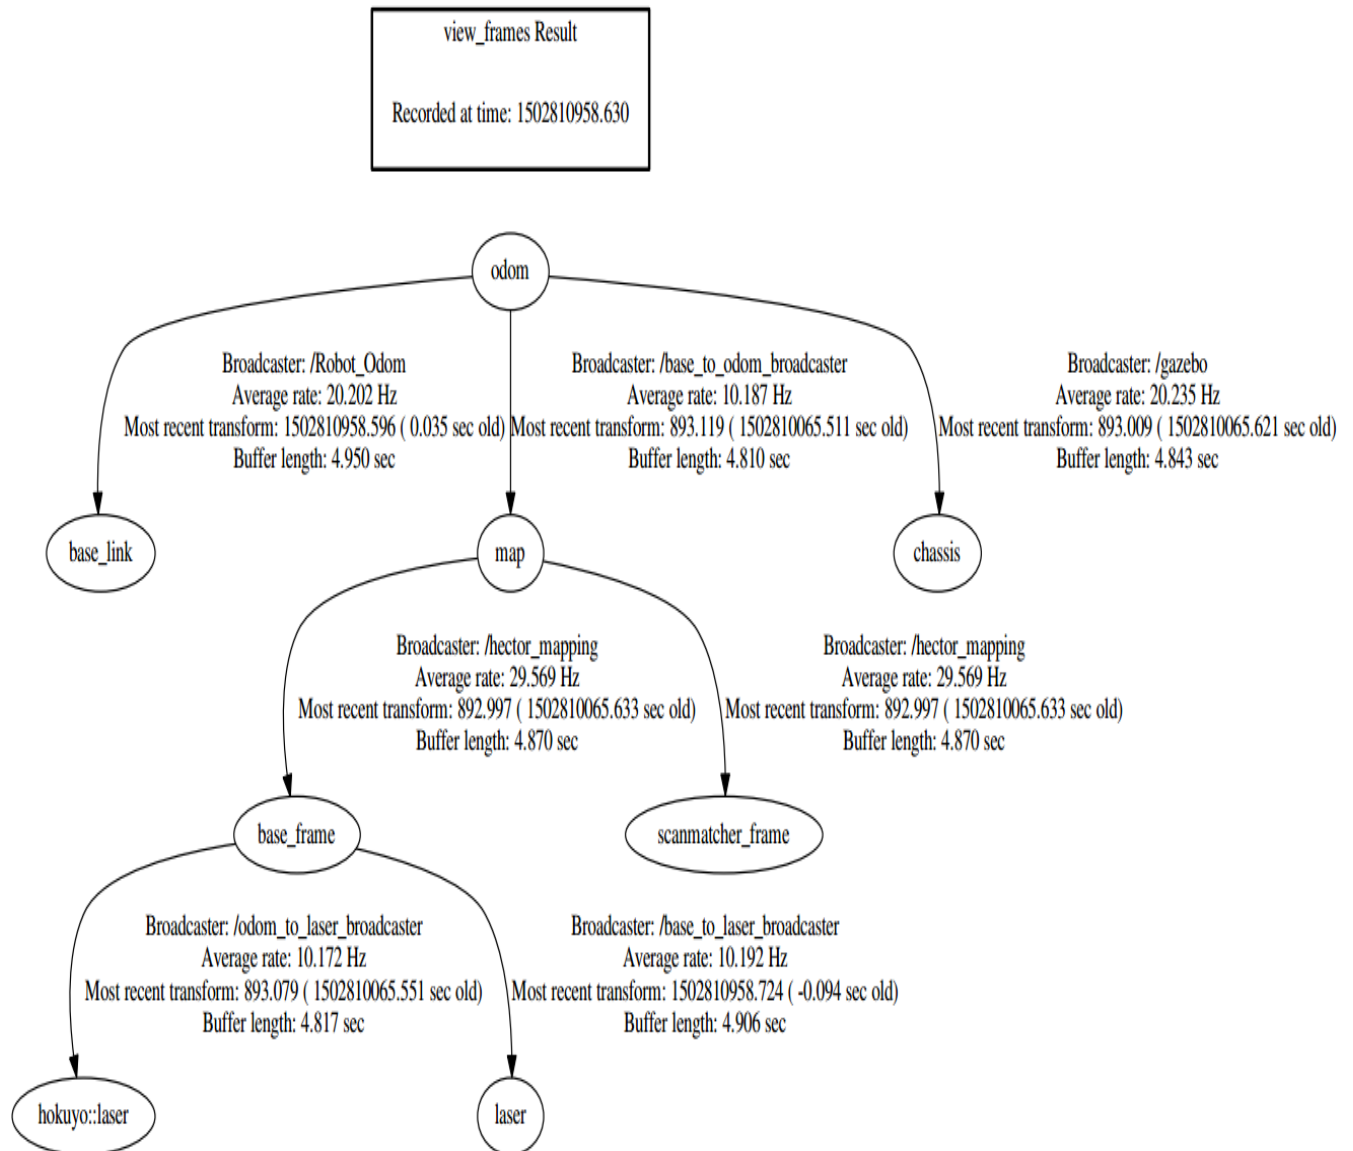 view_frames Result
Recorded at time: 1502810958.630
odom
Broadcaster: /Robot_Odom
Average rate: 20.202 Hz
Most recent transform: 1502810958.596 ( 0.035 sec old)
Buffer length: 4.950 sec
Broadcaster: /base_to_odom_broadcaster
Average rate: 10.187 Hz
Most recent transform: 893.119 ( 1502810065.511 sec old)
Buffer length: 4.810 sec
Broadcaster: /gazebo
Average rate: 20.235 Hz
Most recent transform: 893.009 ( 1502810065.621 sec old)
Buffer length: 4.843 sec
base_link
map
chassis
Broadcaster: /hector_mapping
Average rate: 29.569 Hz
Most recent transform: 892.997 ( 1502810065.633 sec old)
Buffer length: 4.870 sec
Broadcaster: /hector_mapping
Average rate: 29.569 Hz
Most recent transform: 892.997 ( 1502810065.633 sec old)
Buffer length: 4.870 sec
base_frame
scanmatcher_frame
Broadcaster: /odom_to_laser_broadcaster
Average rate: 10.172 Hz
Most recent transform: 893.079 ( 1502810065.551 sec old)
Buffer length: 4.817 sec
Broadcaster: /base_to_laser_broadcaster
Average rate: 10.192 Hz
Most recent transform: 1502810958.724 ( -0.094 sec old)
Buffer length: 4.906 sec
hokuyo::laser
laser